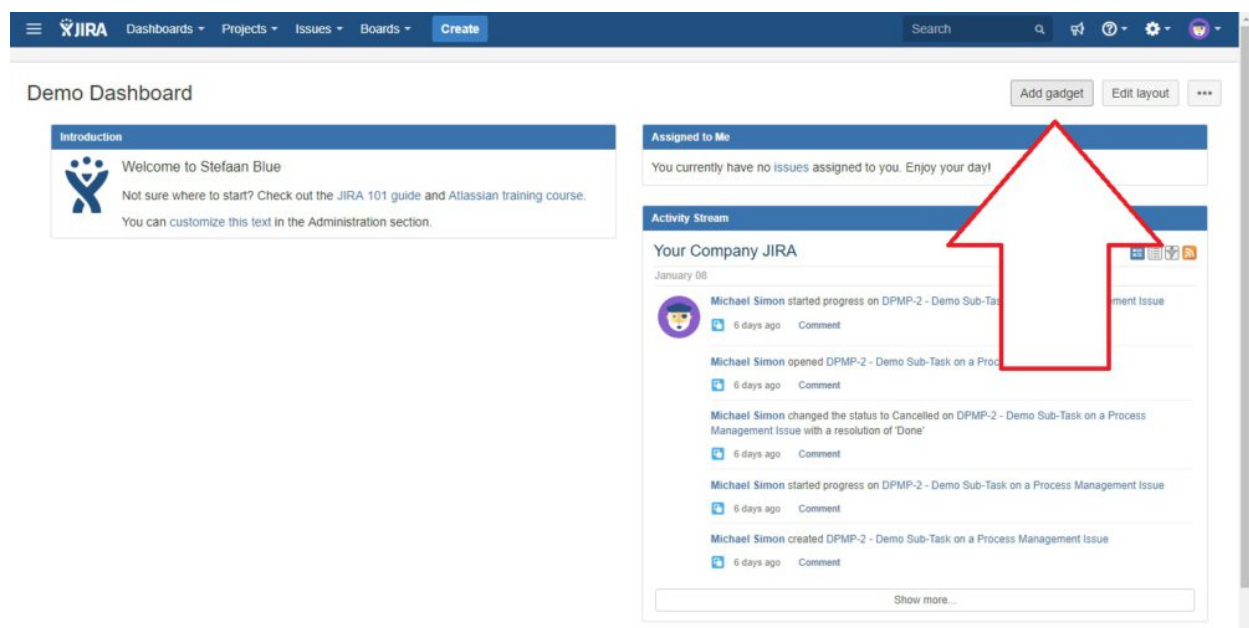 JIRA Dashboards Projects Issues Boards Create Search
Demo Dashboard
Add gadget Edit layout
Introduction
Welcome to Stefaan Blue
Not sure where to start? Check out the JIRA 101 guide and Atlassian training course.
You can customize this text in the Administration section.
Assigned to Me
You currently have no issues assigned to you. Enjoy your day!
Activity Stream
Your Company JIRA
January 08
Michael Simon started progress on DPMP-2 - Demo Sub-Tas ment Issue
6 days ago Comment
Michael Simon opened DPMP-2 - Demo Sub-Task on a Proc
6 days ago Comment
Michael Simon changed the status to Cancelled on DPMP-2 - Demo Sub-Task on a Process
Management Issue with a resolution of 'Done'
6 days ago Comment
Michael Simon started progress on DPMP-2 - Demo Sub-Task on a Process Management Issue
6 days ago Comment
Michael Simon created DPMP-2 - Demo Sub-Task on a Process Management Issue
6 days ago Comment
Show more...